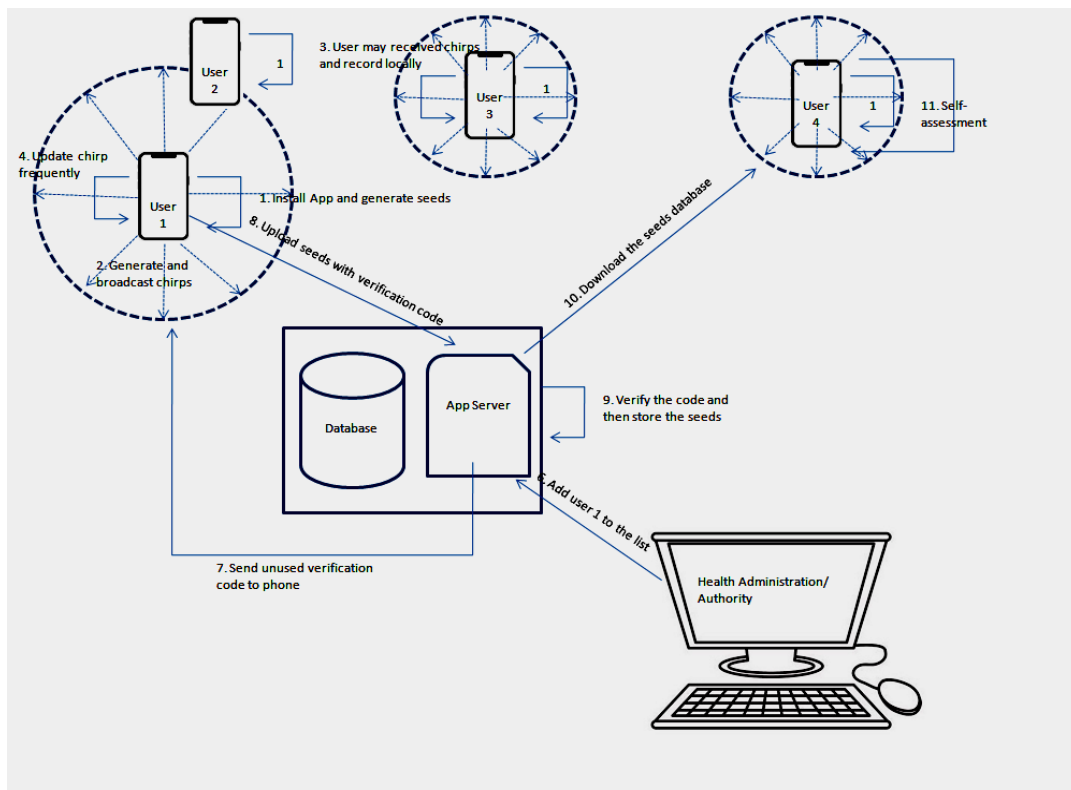 User
2
1
3. User may received chirps
and record locally
User
3
1
User
4
1
11. Self-
assessment
4. Update chirp
frequently
User
1
1. Install App and generate seeds
2. Generate and
broadcast chirps
8. Upload seeds with verification code
10. Download the seeds database
Database
App Server
9. Verify the code and
then store the seeds
6. Add user 1 to the list
7. Send unused verification
code to phone
Health Administration/
Authority